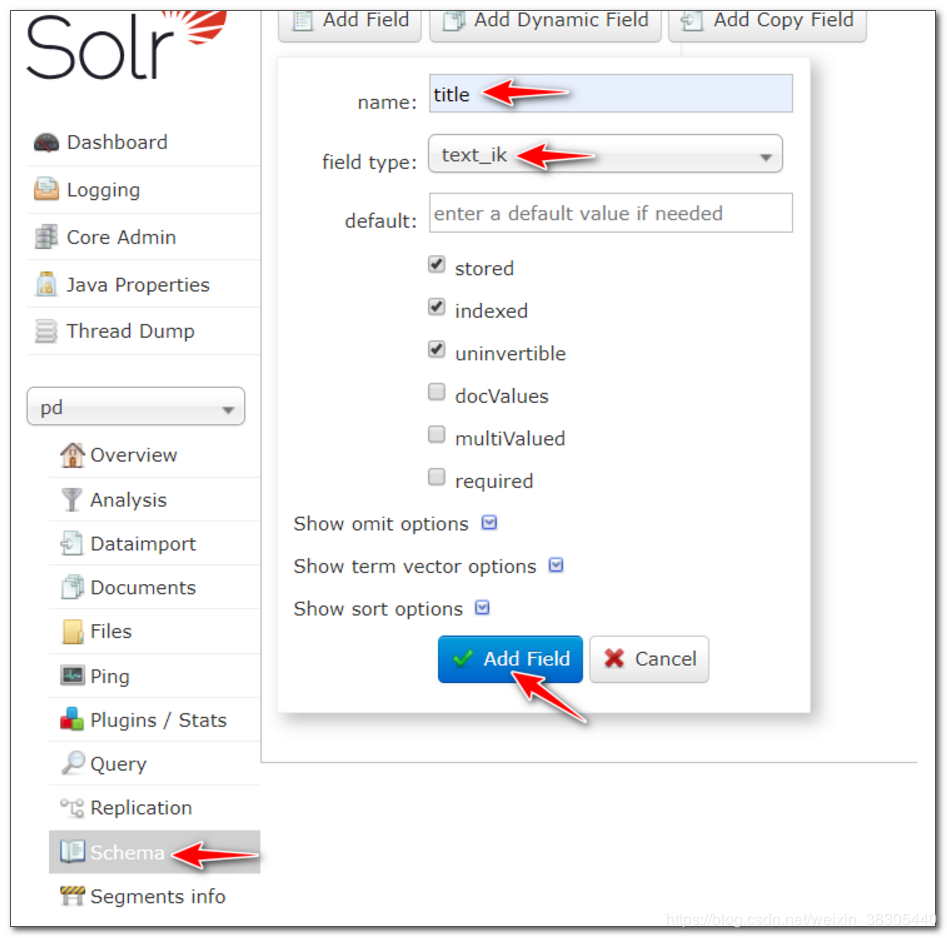 Solr
Add Field
Add Dynamic Field
Add Copy Field
name:
title
field type:
text_ik
default:
enter a default value if needed
stored
indexed
uninvertible
docValues
multiValued
required
Show omit options
Show term vector options
Show sort options
Add Field
Cancel
Dashboard
Logging
Core Admin
Java Properties
Thread Dump
pd
Overview
Analysis
Dataimport
Documents
Files
Ping
Plugins / Stats
Query
Replication
Schema
Segments info
https://blog.csdn.net/weixin_38305440